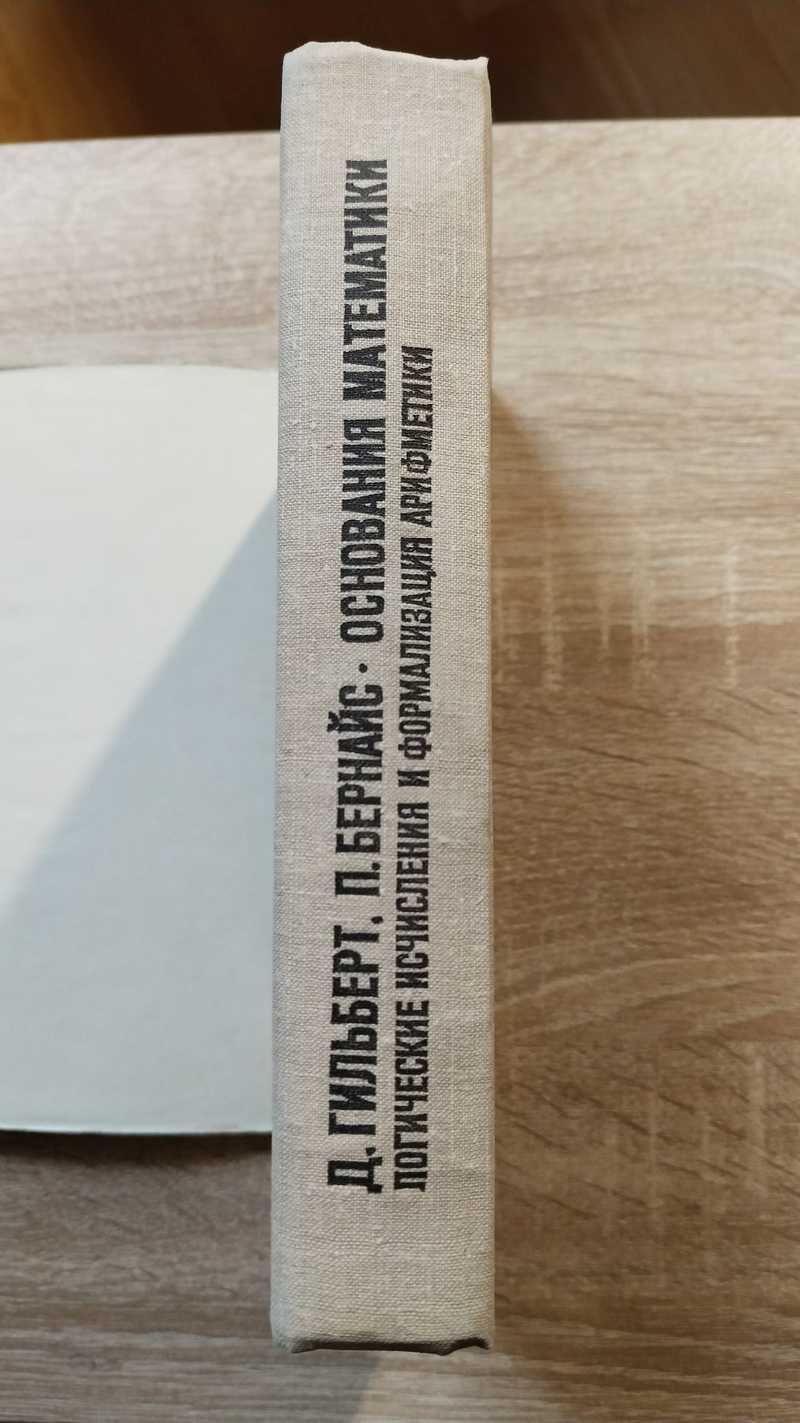 Д. ГИЛЬБЕРТ, П. БЕРНАЙС · ОСНОВАНИЯ МАТЕМАТИКИ
ЛОГИЧЕСКИЕ ИСЧИСЛЕНИЯ И ФОРМАЛИЗАЦИЯ АРИФМЕТИКИ